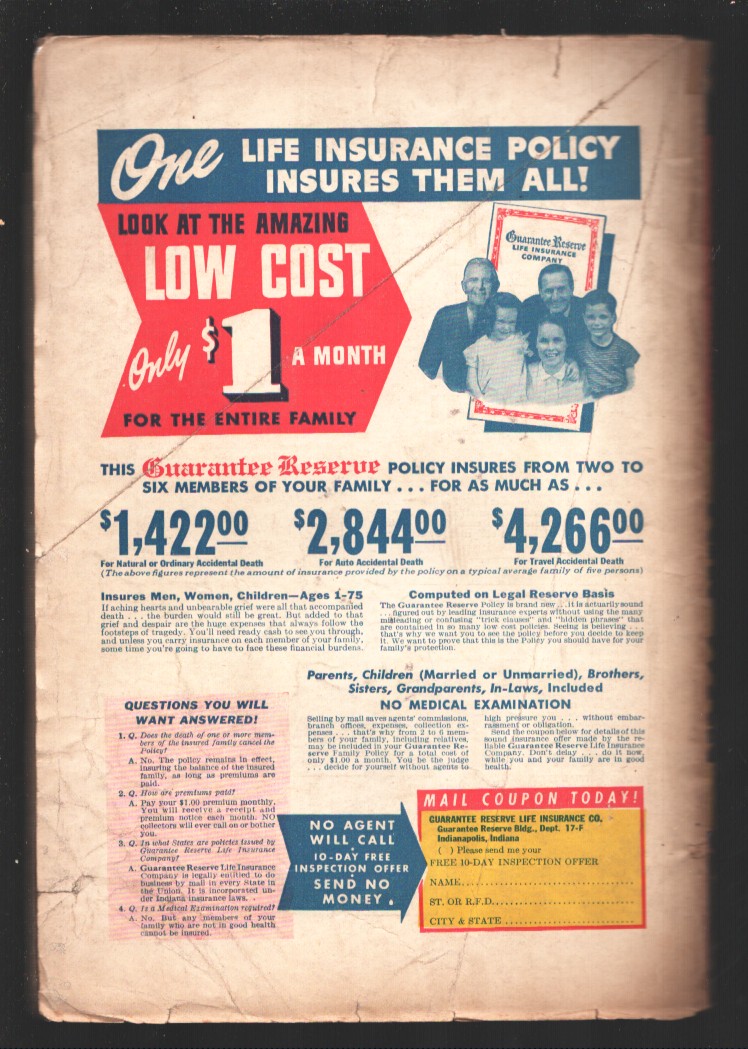 One LIFE INSURANCE POLICY
INSURES THEM ALL!
LOOK AT THE AMAZING
LOW COST
Only $1 A MONTH
FOR THE ENTIRE FAMILY
Guarantee Reserve
LIFE INSURANCE
COMPANY
THIS Guarantee Reserve POLICY INSURES FROM TWO TO
SIX MEMBERS OF YOUR FAMILY . . . FOR AS MUCH AS . . .
$1,42200 $2,84400 $4,26600
For Natural or Ordinary Accidental Death For Auto Accidental Death For Travel Accidental Death
(The above figures represent the amount of insurance provided by the policy on a typical average family of five persons)
Insures Men, Women, Children—Ages 1-75
If aching hearts and unbearable grief were all that accompanied
death . . . the burden would still be great. But added to that
grief and despair are the huge expenses that always follow the
footsteps of tragedy. You'll need ready cash to see you through,
and unless you carry insurance on each member of your family,
some time you're going to have to face these financial burdens.
Computed on Legal Reserve Basis
The Guarantee Reserve Policy is brand new . . . it is actuarily sound
. . . figured out by leading insurance experts without using the many
misleading or confusing "trick clauses" and "hidden phrases" that
are contained in so many low cost policies. Seeing is believing . . .
that's why we want you to see the policy before you decide to keep
it. We want to prove that this is the Policy you should have for your
family's protection.
Parents, Children (Married or Unmarried), Brothers,
Sisters, Grandparents, In-Laws, Included
NO MEDICAL EXAMINATION
Selling by mail saves agents' commissions,
branch offices, expenses, collection ex-
penses . . . that's why from 2 to 6 mem-
bers of your family, including relatives,
may be included in your Guarantee Re-
serve Family Policy for a total cost of
only $1.00 a month. You be the judge
. . . decide for yourself without agents to
high pressure you . . . without embar-
rassment or obligation.
Send the coupon below for details of this
sound insurance offer made by the re-
liable Guarantee Reserve Life Insurance
Company. Don't delay . . . do it now,
while you and your family are in good
health.
QUESTIONS YOU WILL
WANT ANSWERED!
1. Q. Does the death of one or more mem-
bers of the insured family cancel the
Policy?
A. No. The policy remains in effect,
insuring the balance of the insured
family, as long as premiums are
paid.
2. Q. How are premiums paid?
A. Pay your $1.00 premium monthly.
You will receive a receipt and
premium notice each month. NO
collectors will ever call on or bother
you.
3. Q. In what States are policies issued by
Guarantee Reserve Life Insurance
Company?
A. Guarantee Reserve Life Insurance
Company is legally entitled to do
business by mail in every State in
the Union. It is incorporated un-
der Indiana insurance laws.
4. Q. Is a Medical Examination required?
A. No. But any members of your
family who are not in good health
cannot be insured.
NO AGENT
WILL CALL
10-DAY FREE
INSPECTION OFFER
SEND NO
MONEY.
MAIL COUPON TODAY!
GUARANTEE RESERVE LIFE INSURANCE CO.
Guarantee Reserve Bldg., Dept. 17-F
Indianapolis, Indiana
( ) Please send me your
FREE 10-DAY INSPECTION OFFER
NAME
ST. OR R.F.D.
CITY & STATE